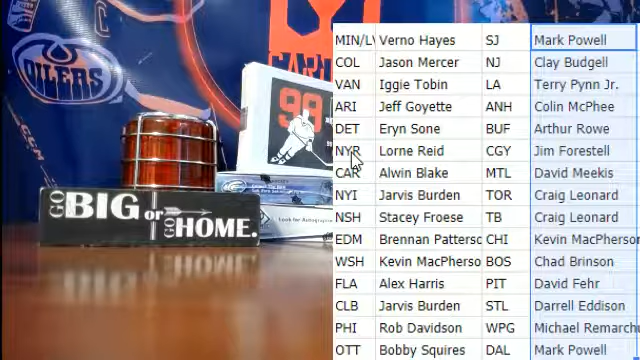 OILERS
CCM
99
GO BIG or GO HOME.
Look for Autographs
MIN/LV Verno Hayes SJ Mark Powell
COL Jason Mercer NJ Clay Budgell
VAN Iggie Tobin LA Terry Pynn Jr.
ARI Jeff Goyette ANH Colin McPhee
DET Eryn Sone BUF Arthur Rowe
NYR Lorne Reid CGY Jim Forestell
CAR Alwin Blake MTL David Meekis
NYI Jarvis Burden TOR Craig Leonard
NSH Stacey Froese TB Craig Leonard
EDM Brennan Patterso CHI Kevin MacPherson
WSH Kevin MacPherso BOS Chad Brinson
FLA Alex Harris PIT David Fehr
CLB Jarvis Burden STL Darrell Eddison
PHI Rob Davidson WPG Michael Remarchu
OTT Bobby Squires DAL Mark Powell